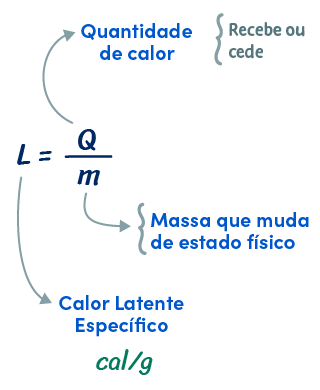 Quantidade
de calor
Recebe ou
cede
L = Q
m
Massa que muda
de estado físico
Calor Latente
Específico
cal/g